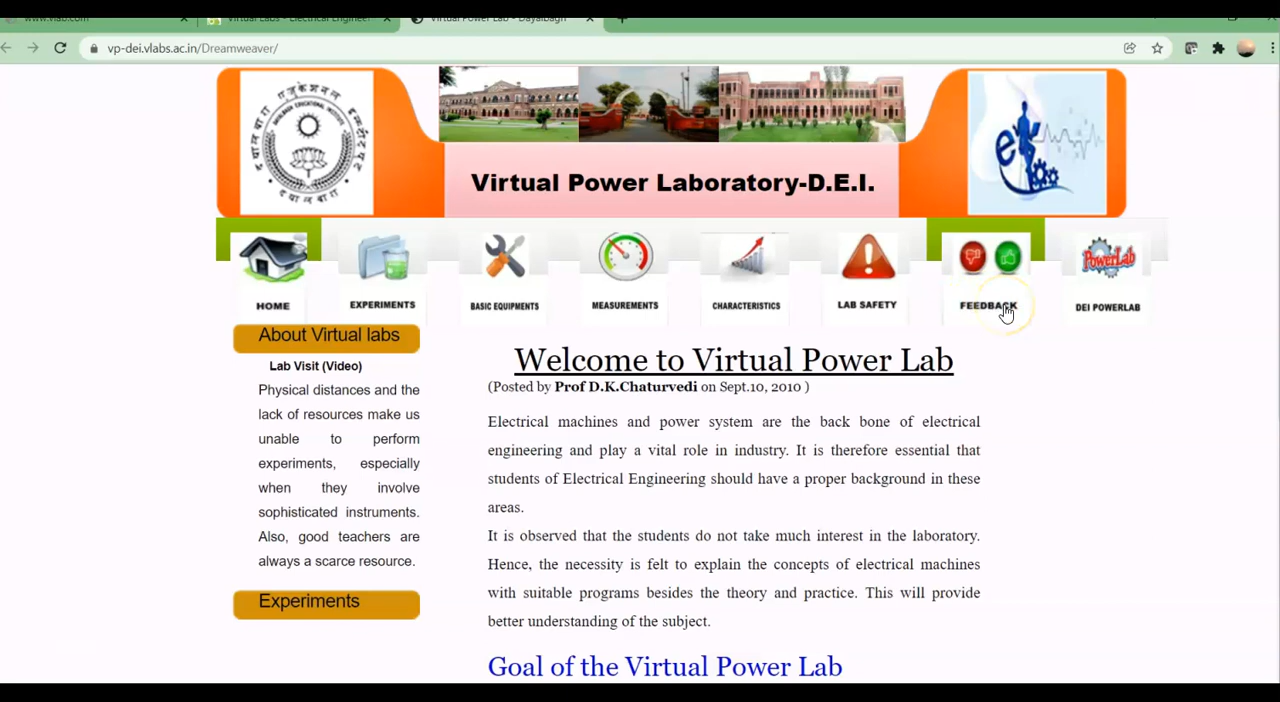 www.vlab.com
Virtual Labs - Electrical Enginee
Virtual Power Lab - Dayalbagh
vp-dei.vlabs.ac.in/Dreamweaver/
Virtual Power Laboratory-D.E.I.
HOME
EXPERIMENTS
BASIC EQUIPMENTS
MEASUREMENTS
CHARACTERISTICS
LAB SAFETY
FEEDBACK
PowerLab
DEI POWERLAB
About Virtual labs
Lab Visit (Video)
Physical distances and the
lack of resources make us
unable to perform
experiments, especially
when they involve
sophisticated instruments.
Also, good teachers are
always a scarce resource.
Experiments
Welcome to Virtual Power Lab
(Posted by Prof D.K.Chaturvedi on Sept.10, 2010 )
Electrical machines and power system are the back bone of electrical
engineering and play a vital role in industry. It is therefore essential that
students of Electrical Engineering should have a proper background in these
areas.
It is observed that the students do not take much interest in the laboratory.
Hence, the necessity is felt to explain the concepts of electrical machines
with suitable programs besides the theory and practice. This will provide
better understanding of the subject.
Goal of the Virtual Power Lab